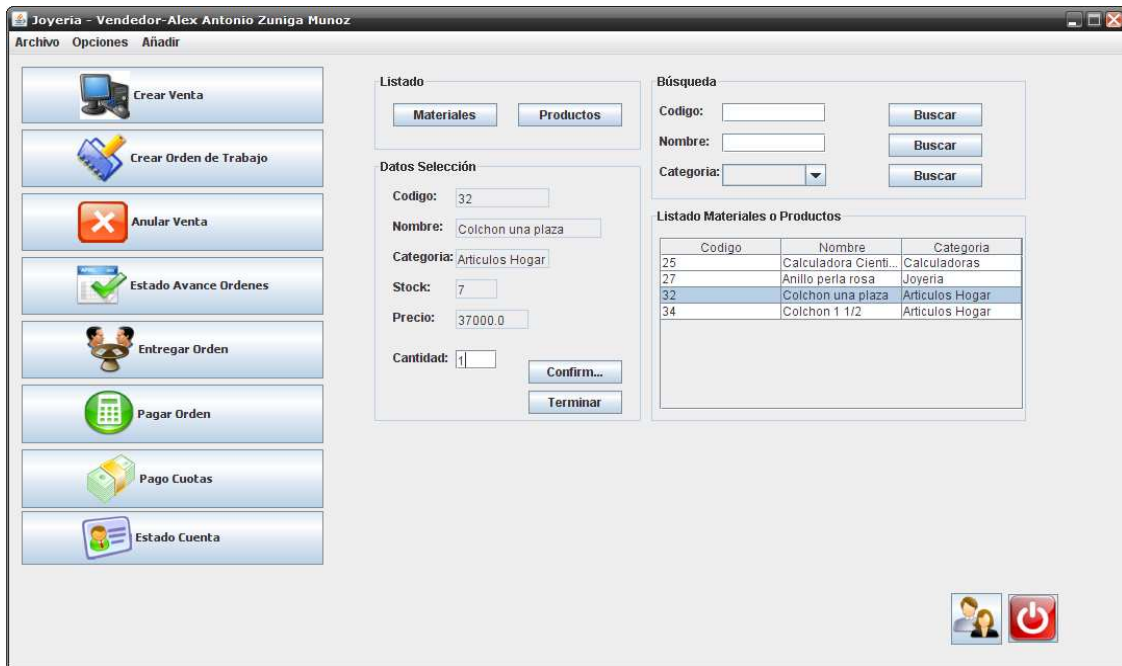 Joyeria - Vendedor-Alex Antonio Zuniga Munoz
Archivo Opciones Añadir
Crear Venta
Crear Orden de Trabajo
Anular Venta
Estado Avance Ordenes
Entregar Orden
Pagar Orden
Pago Cuotas
Estado Cuenta
Listado
Materiales Productos
Datos Selección
Codigo: 32
Nombre: Colchon una plaza
Categoria: Articulos Hogar
Stock: 7
Precio: 37000.0
Cantidad: 1
Confirm...
Terminar
Búsqueda
Codigo: Buscar
Nombre: Buscar
Categoria: Buscar
Listado Materiales o Productos
Codigo Nombre Categoria
25 Calculadora Cienti... Calculadoras
27 Anillo perla rosa Joyeria
32 Colchon una plaza Articulos Hogar
34 Colchon 1 1/2 Articulos Hogar